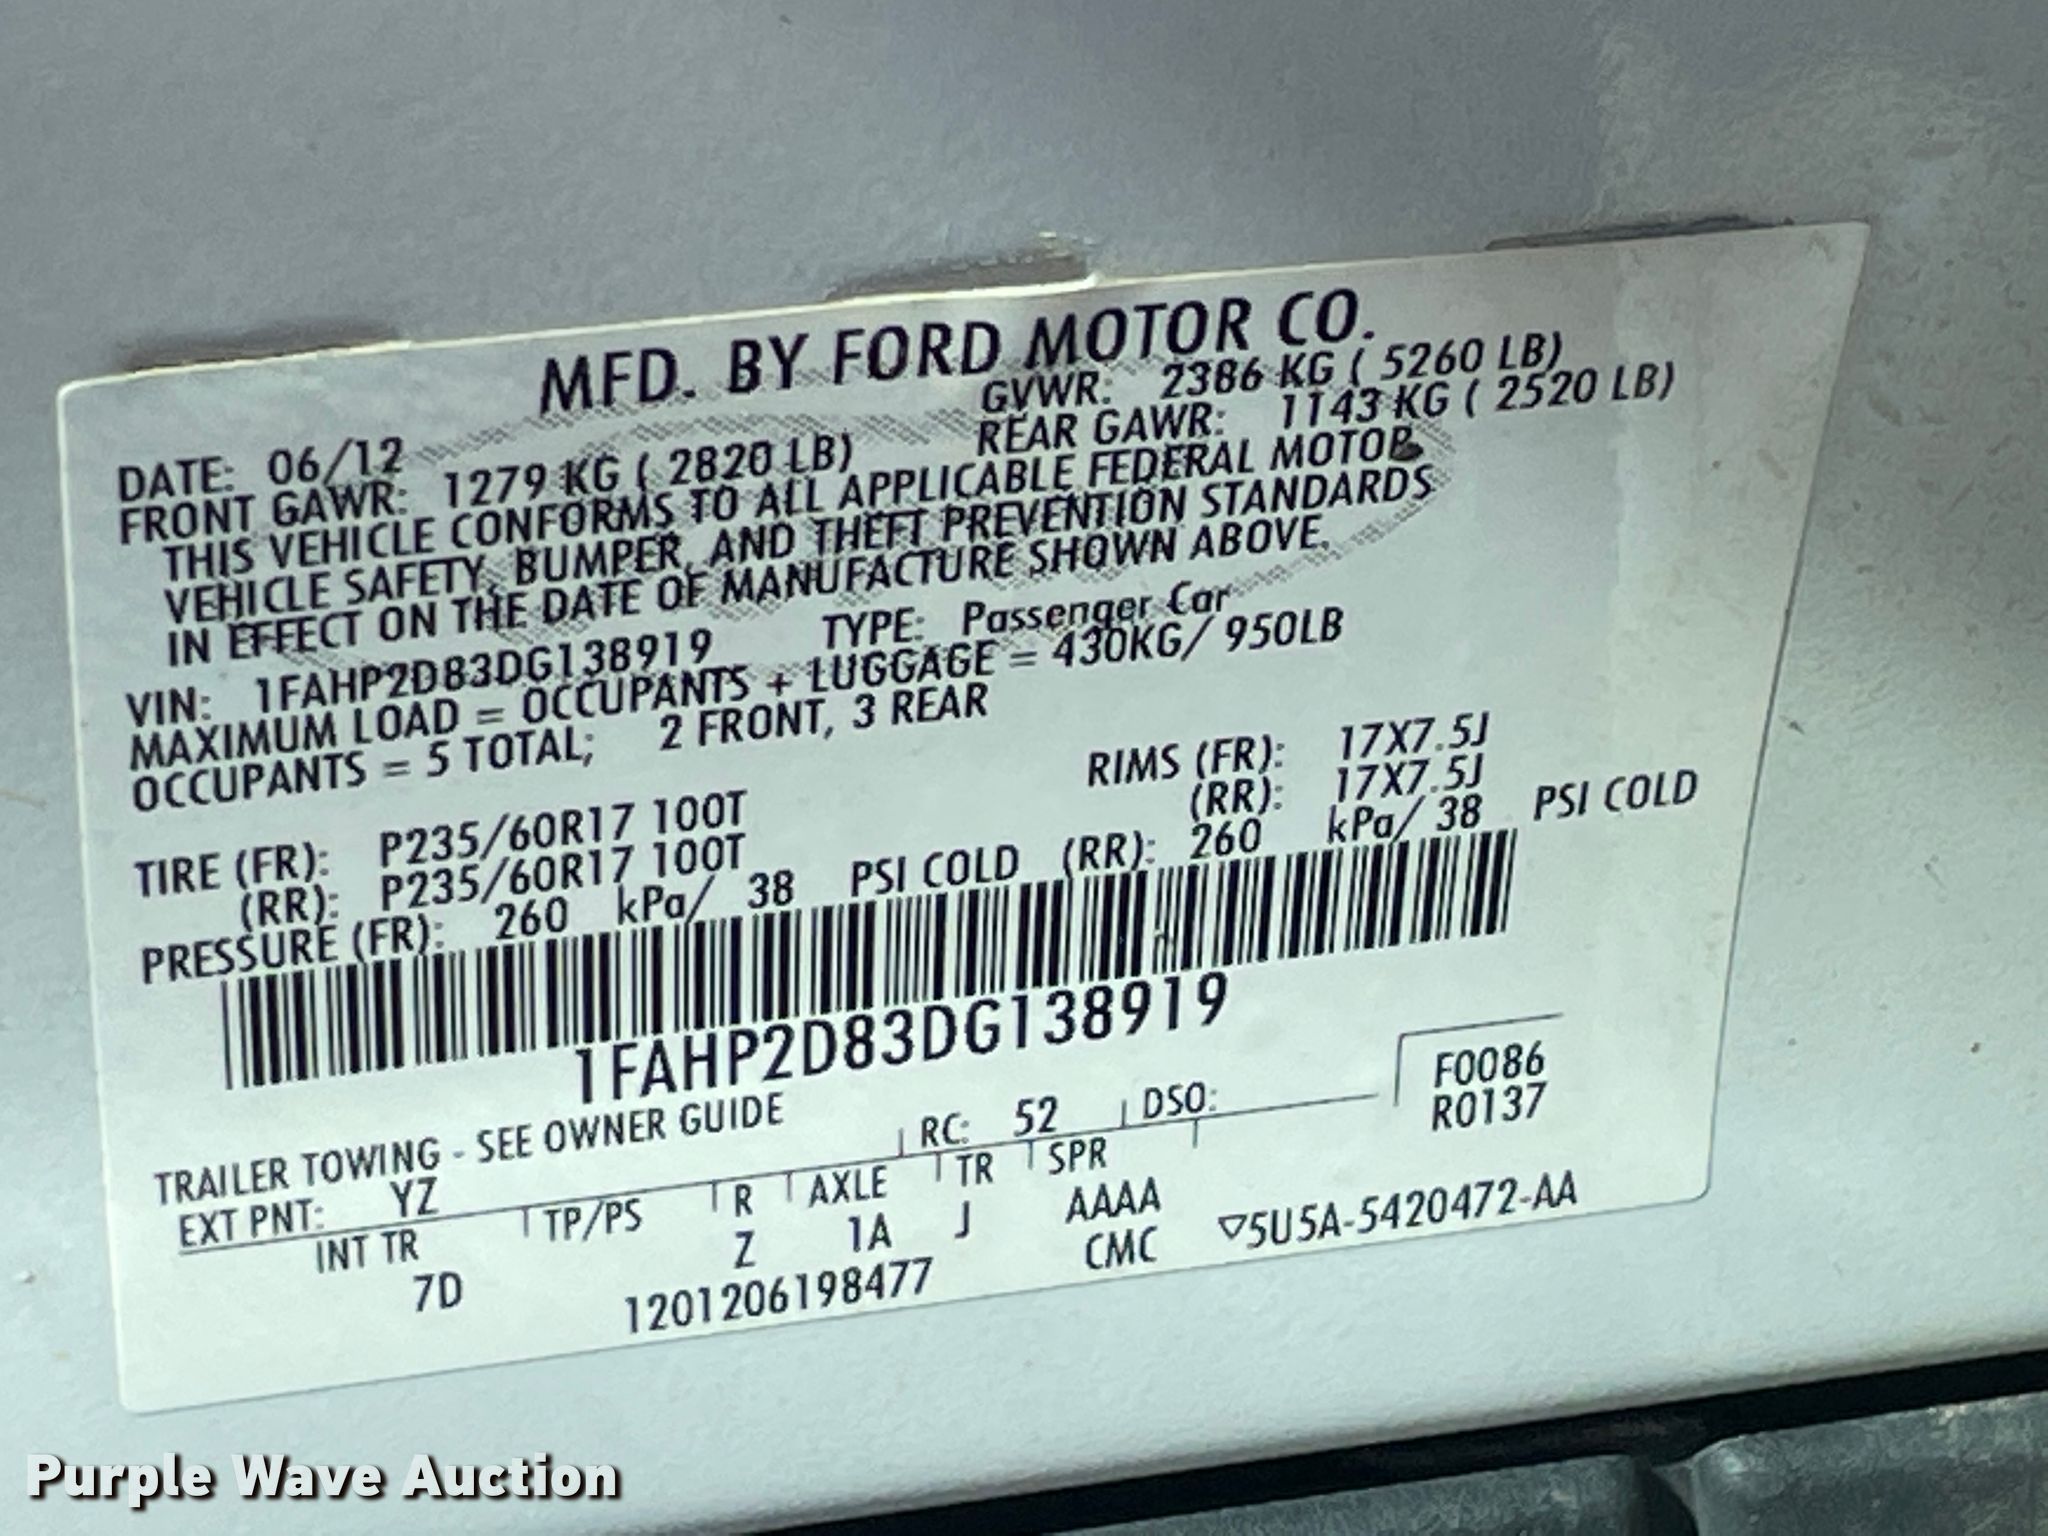 MFD. BY FORD MOTOR CO.
DATE: 06/12 GVWR: 2386 KG ( 5260 LB)
FRONT GAWR: 1279 KG ( 2820 LB) REAR GAWR: 1143 KG ( 2520 LB)
THIS VEHICLE CONFORMS TO ALL APPLICABLE FEDERAL MOTOR
VEHICLE SAFETY, BUMPER, AND THEFT PREVENTION STANDARDS
IN EFFECT ON THE DATE OF MANUFACTURE SHOWN ABOVE.
VIN: 1FAHP2D83DG138919 TYPE: Passenger Car
MAXIMUM LOAD = OCCUPANTS + LUGGAGE = 430KG/ 950LB
OCCUPANTS = 5 TOTAL; 2 FRONT, 3 REAR
TIRE (FR): P235/60R17 100T RIMS (FR): 17X7.5J
(RR): P235/60R17 100T (RR): 17X7.5J
PRESSURE (FR): 260 kPa/ 38 PSI COLD (RR): 260 kPa/ 38 PSI COLD
1FAHP2D83DG138919
TRAILER TOWING - SEE OWNER GUIDE
F0086
EXT PNT: YZ RC: 52 DSO: R0137
INT TR TP/PS R AXLE TR SPR
7D Z 1A J AAAA
1201206198477 CMC ▽5U5A-5420472-AA
Purple Wave Auction